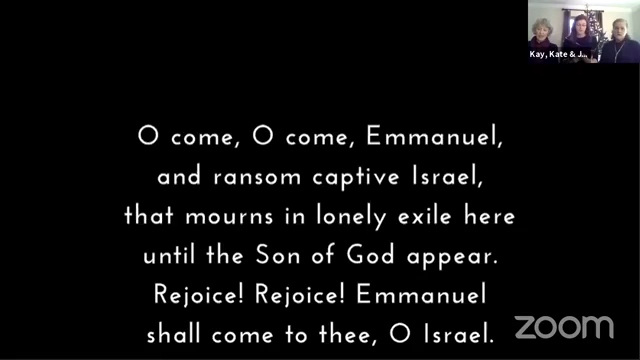 Kay, Kate & J...
O come, O come, Emmanuel,
and ransom captive Israel,
that mourns in lonely exile here
until the Son of God appear.
Rejoice! Rejoice! Emmanuel
shall come to thee, O Israel.
zoom